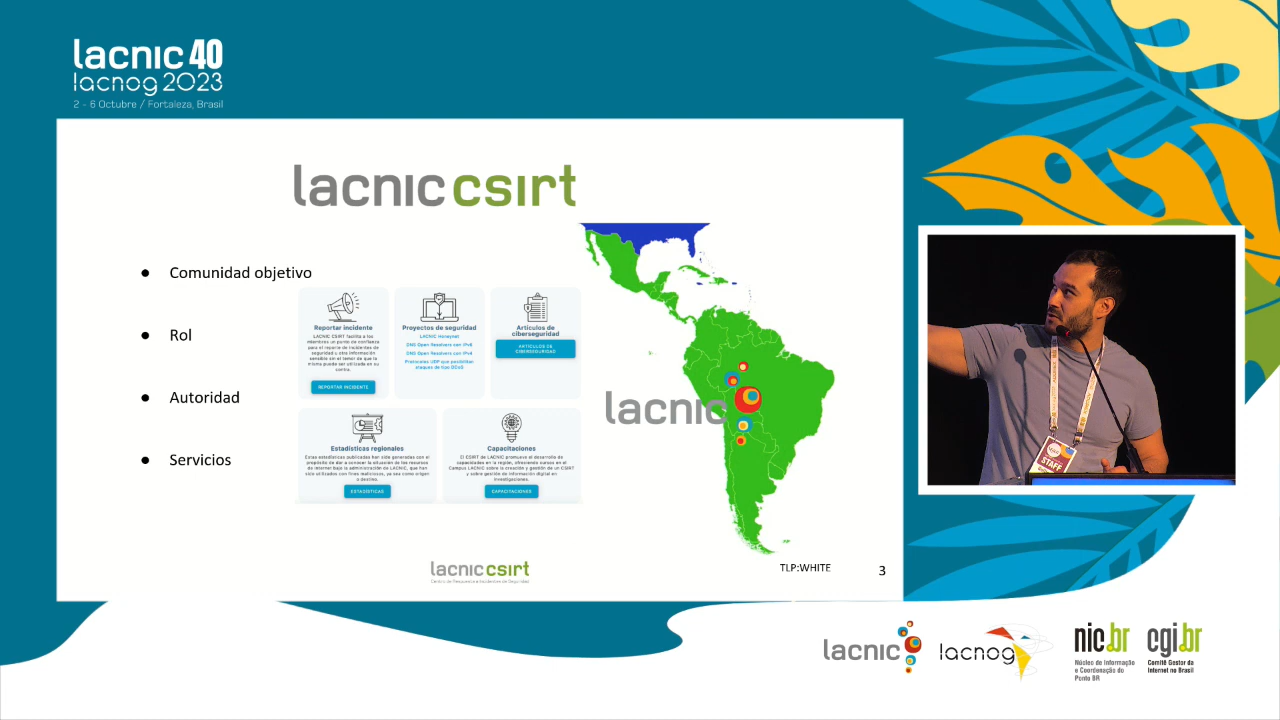 lacnic 40
lacnog 2023
2 - 6 Octubre / Fortaleza, Brasil
lacnic csirt
● Comunidad objetivo
● Rol
● Autoridad
● Servicios
Reportar incidente
LACNIC CSIRT facilita a los
miembros un punto de confianza
para el reporte de incidentes de
seguridad u otra información
sensible sin el temor de que la
misma puede ser utilizada en su
contra.
REPORTAR INCIDENTE
Proyectos de seguridad
LACNIC Honeynet
DNS Open Resolvers con IPv6
DNS Open Resolvers con IPv4
Protocolos UDP que posibilitan
ataques de tipo DDoS
Artículos de
ciberseguridad
ARTÍCULOS DE
CIBERSEGURIDAD
Estadísticas regionales
Estas estadísticas publicadas han sido generadas con el
propósito de dar a conocer la situación de los recursos
de Internet bajo la administración de LACNIC, que han
sido utilizados con fines maliciosos, ya sea como origen
o destino.
ESTADÍSTICAS
Capacitaciones
El CSIRT de LACNIC promueve el desarrollo de
capacidades en la región, ofreciendo cursos en el
Campus LACNIC sobre la creación y gestión de un CSIRT
y sobre gestión de información digital en
investigaciones.
CAPACITACIONES
lacnic
lacnic csirt
Centro de Respuesta a Incidentes de Seguridad
TLP:WHITE
3
STAFF
lacnic
lacnog
nic.br
Núcleo de Informação
e Coordenação do
Ponto BR
cgi.br
Comitê Gestor da
Internet no Brasil